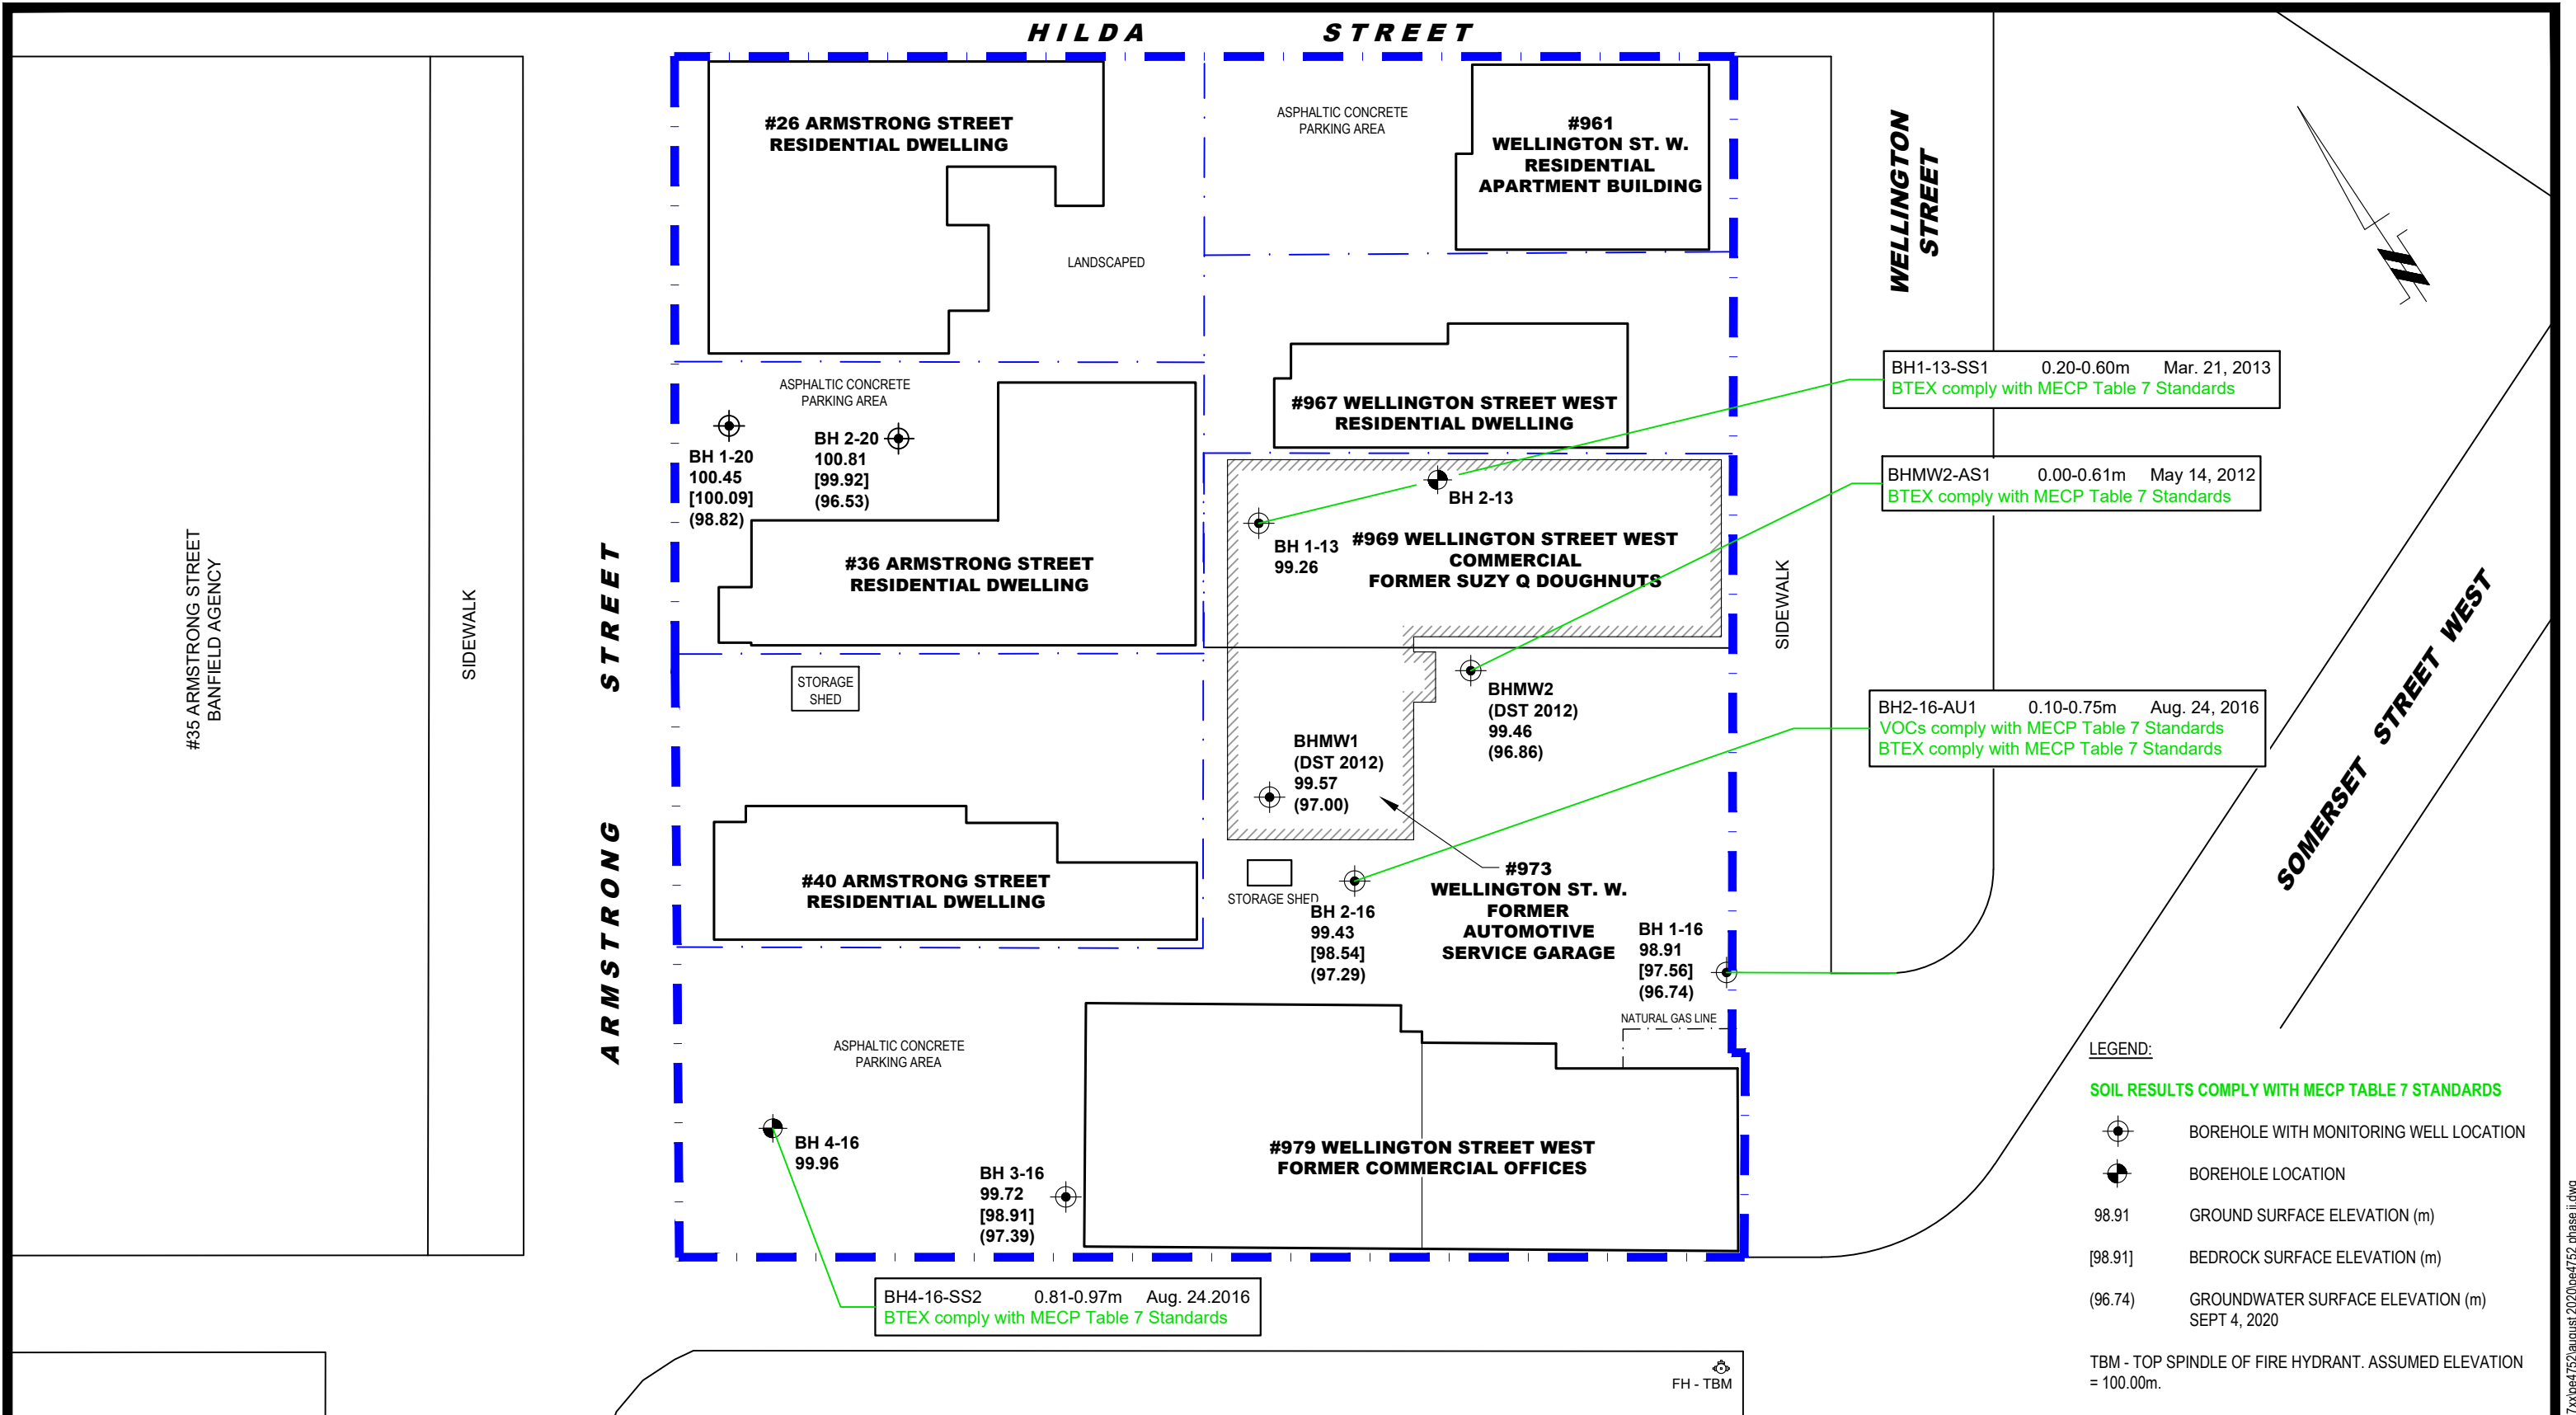 HILDA STREET
#26 ARMSTRONG STREET
RESIDENTIAL DWELLING
ASPHALTIC CONCRETE
PARKING AREA
#961
WELLINGTON ST. W.
RESIDENTIAL
APARTMENT BUILDING
LANDSCAPED
WELLINGTON
STREET
ASPHALTIC CONCRETE
PARKING AREA
BH 1-20
100.45
[100.09]
(98.82)
BH 2-20
100.81
[99.92]
(96.53)
#967 WELLINGTON STREET WEST
RESIDENTIAL DWELLING
BH1-13-SS1 0.20-0.60m Mar. 21, 2013
BTEX comply with MECP Table 7 Standards
BHMW2-AS1 0.00-0.61m May 14, 2012
BTEX comply with MECP Table 7 Standards
BH 2-13
BH 1-13
99.26
#969 WELLINGTON STREET WEST
COMMERCIAL
FORMER SUZY Q DOUGHNUTS
#36 ARMSTRONG STREET
RESIDENTIAL DWELLING
#35 ARMSTRONG STREET
BANFIELD AGENCY
SIDEWALK
ARMSTRONG STREET
SIDEWALK
SOMERSET STREET WEST
STORAGE
SHED
BHMW2
(DST 2012)
99.46
(96.86)
BH2-16-AU1 0.10-0.75m Aug. 24, 2016
VOCs comply with MECP Table 7 Standards
BTEX comply with MECP Table 7 Standards
BHMW1
(DST 2012)
99.57
(97.00)
#40 ARMSTRONG STREET
RESIDENTIAL DWELLING
STORAGE SHED
BH 2-16
99.43
[98.54]
(97.29)
#973
WELLINGTON ST. W.
FORMER
AUTOMOTIVE
SERVICE GARAGE
BH 1-16
98.91
[97.56]
(96.74)
NATURAL GAS LINE
ASPHALTIC CONCRETE
PARKING AREA
BH 4-16
99.96
BH 3-16
99.72
[98.91]
(97.39)
#979 WELLINGTON STREET WEST
FORMER COMMERCIAL OFFICES
BH4-16-SS2 0.81-0.97m Aug. 24.2016
BTEX comply with MECP Table 7 Standards
FH - TBM
LEGEND:
SOIL RESULTS COMPLY WITH MECP TABLE 7 STANDARDS
BOREHOLE WITH MONITORING WELL LOCATION
BOREHOLE LOCATION
98.91 GROUND SURFACE ELEVATION (m)
[98.91] BEDROCK SURFACE ELEVATION (m)
(96.74) GROUNDWATER SURFACE ELEVATION (m)
SEPT 4, 2020
TBM - TOP SPINDLE OF FIRE HYDRANT. ASSUMED ELEVATION
= 100.00m.